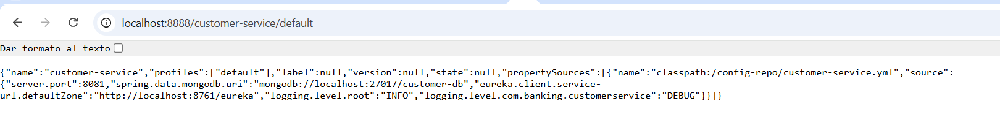 localhost:8888/customer-service/default
Dar formato al texto
{"name":"customer-service","profiles":["default"],"label":null,"version":null,"state":null,"propertySources":[{"name":"classpath:/config-repo/customer-service.yml","source":
{"server.port":8081,"spring.data.mongodb.uri":"mongodb://localhost:27017/customer-db","eureka.client.service-
url.defaultZone":"http://localhost:8761/eureka","logging.level.root":"INFO","logging.level.com.banking.customerservice":"DEBUG"}}]}